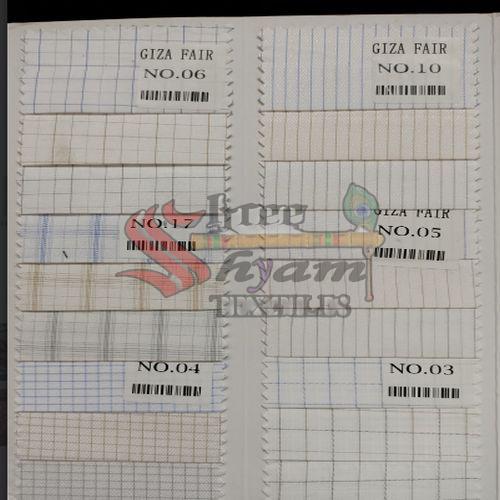 GIZA FAIR
NO.06
GIZA FAIR
NO.10
NO.17
GIZA FAIR
NO.05
Shree
Shyam
TEXTILES
NO.04
NO.03